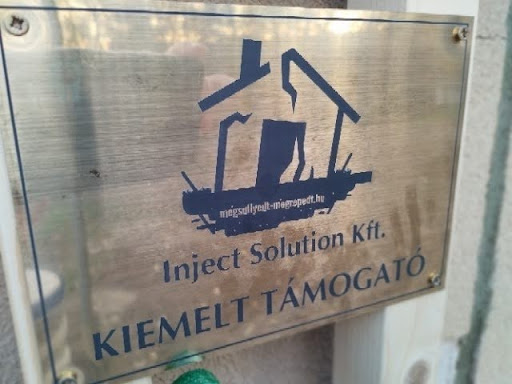 megsullyedt-megrepedt.hu
Inject Solution Kft.
KIEMELT TÁMOGATÓ